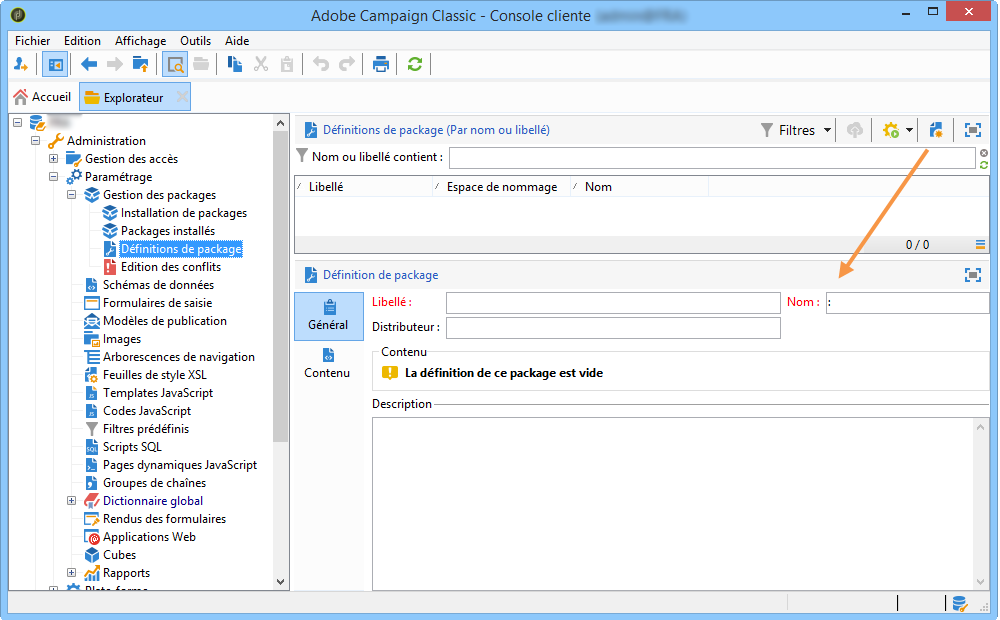 Adobe Campaign Classic - Console cliente
Fichier Edition Affichage Outils Aide
Accueil Explorateur
Administration
Gestion des accès
Paramétrage
Gestion des packages
Installation de packages
Packages installés
Définitions de package
Edition des conflits
Schémas de données
Formulaires de saisie
Modèles de publication
Images
Arborescences de navigation
Feuilles de style XSL
Templates JavaScript
Codes JavaScript
Filtres prédéfinis
Scripts SQL
Pages dynamiques JavaScript
Groupes de chaînes
Dictionnaire global
Rendus des formulaires
Applications Web
Cubes
Rapports
Plate-forme
Définitions de package (Par nom ou libellé) Filtres
Nom ou libellé contient :
Libellé Espace de nommage Nom
0 / 0
Définition de package
Général
Contenu
Libellé : Nom : :
Distributeur :
Contenu
La définition de ce package est vide
Description